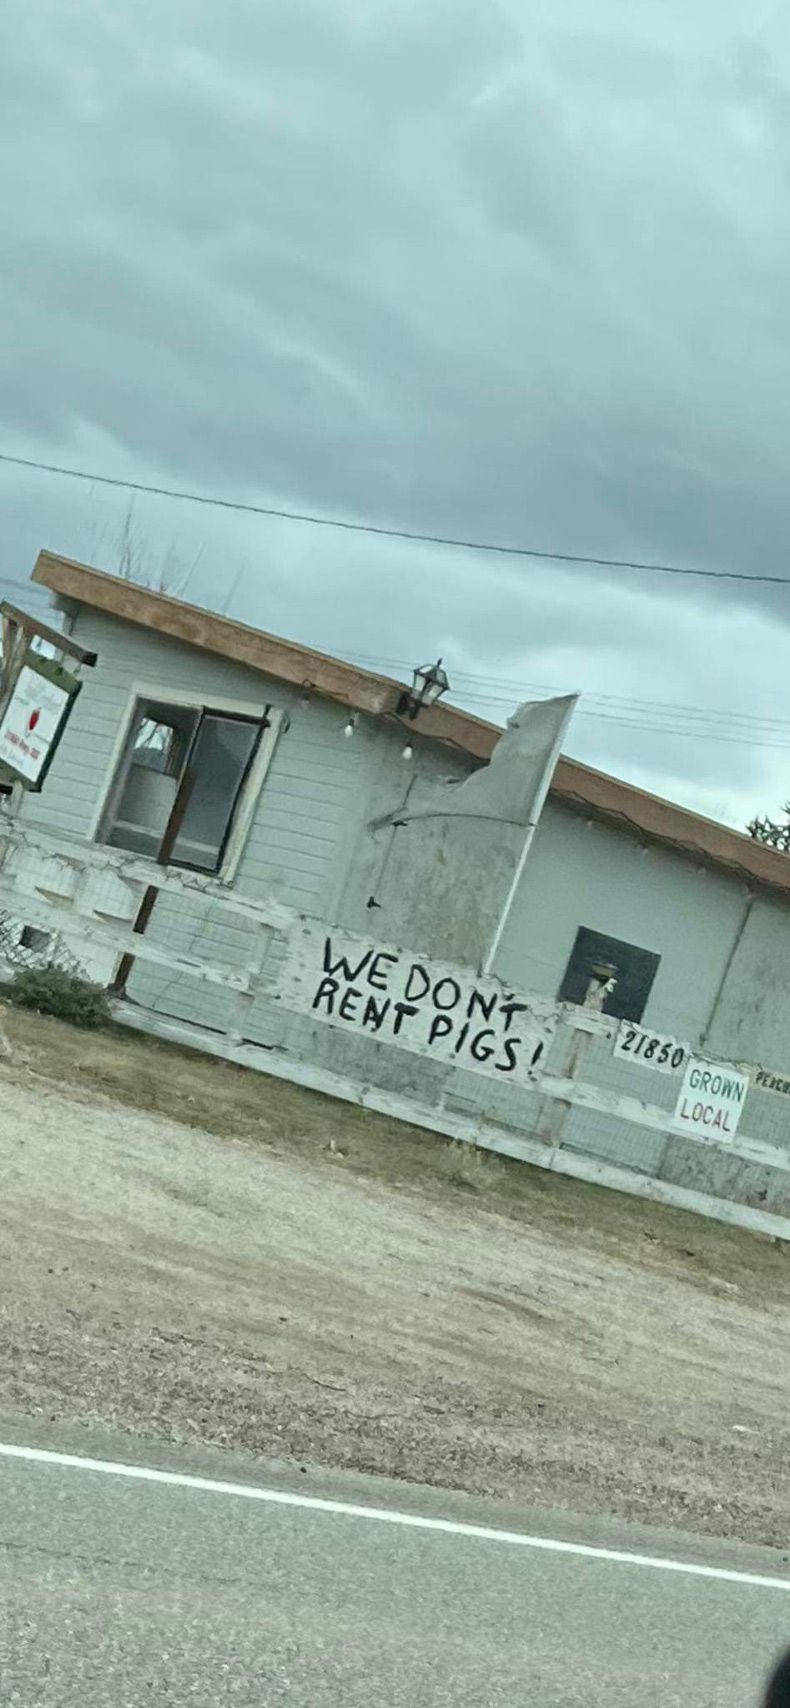 WE DON'T
RENT PIGS!
21850
GROWN
LOCAL